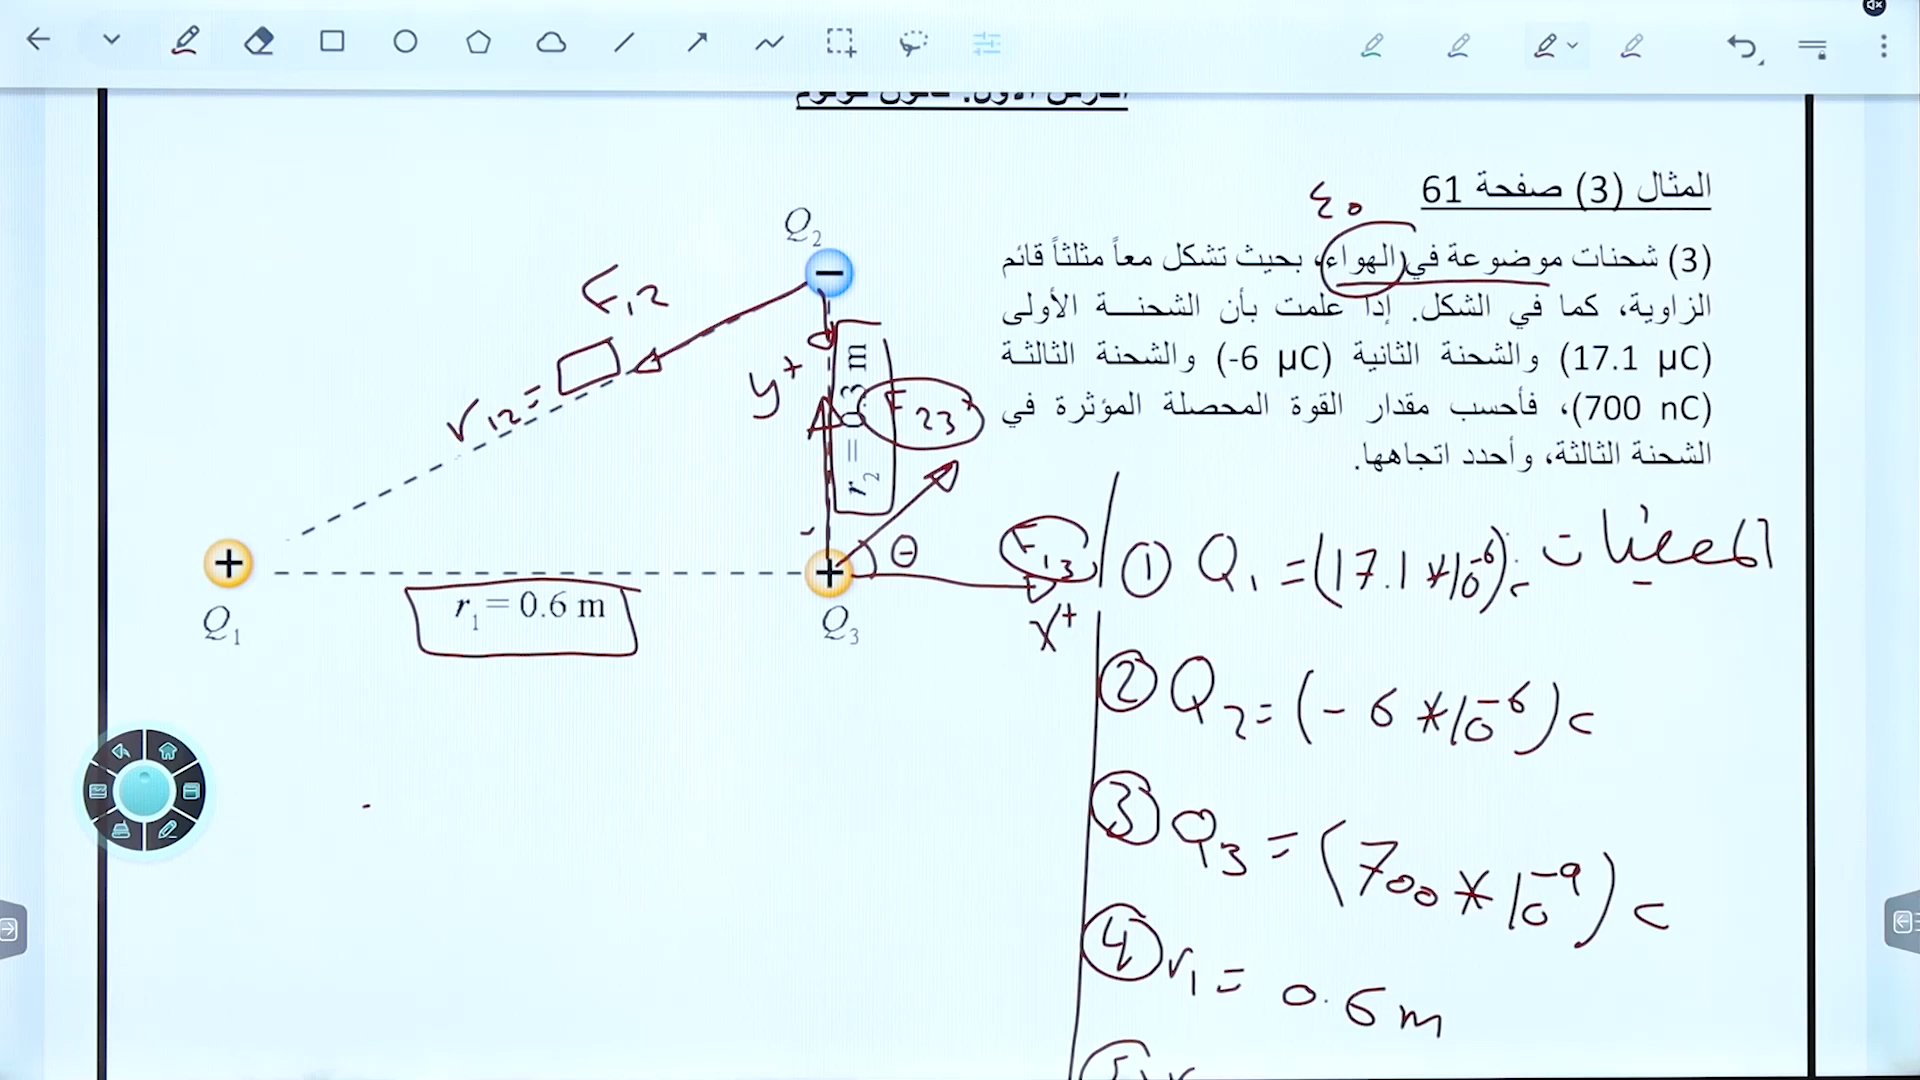 المثال (3) صفحة 61
ε₀
(3) شحنات موضوعة في الهواء، بحيث تشكل معاً مثلثاً قائم
الزاوية، كما في الشكل. إذا علمت بأن الشحنة الأولى
(17.1 μC) والشحنة الثانية (-6 μC) والشحنة الثالثة
(700 nC)، فأحسب مقدار القوة المحصلة المؤثرة في
الشحنة الثالثة، وأحدد اتجاهها.
Q₂
−
F₁₂
r₁₂ =
y⁺
r₂ = 0.3 m
F₂₃
θ
F₁₃
x⁺
+
Q₁
r₁ = 0.6 m
+
Q₃
المعطيات:
① Q₁ = (17.1 * 10⁻⁶) c
② Q₂ = (- 6 * 10⁻⁶) c
③ Q₃ = (700 * 10⁻⁹) c
④ r₁ = 0.6 m